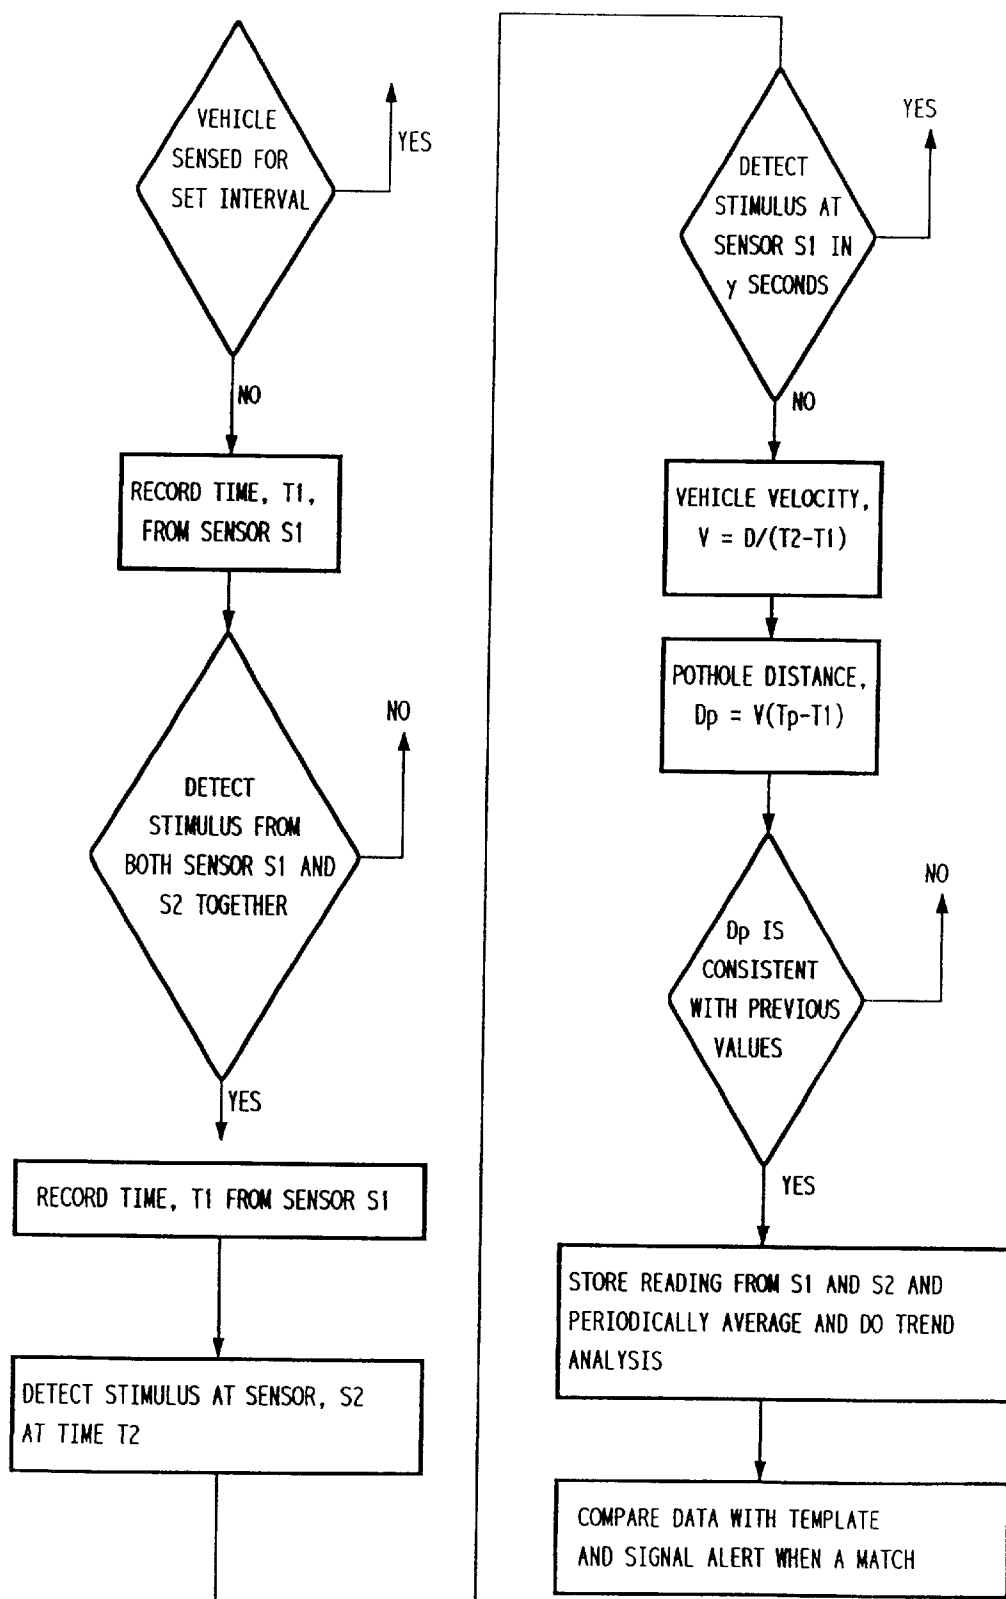 VEHICLE
SENSED FOR
SET INTERVAL
YES
NO
RECORD TIME, T1,
FROM SENSOR S1
NO
DETECT
STIMULUS FROM
BOTH SENSOR S1 AND
S2 TOGETHER
YES
RECORD TIME, T1 FROM SENSOR S1
DETECT STIMULUS AT SENSOR, S2
AT TIME T2
YES
DETECT
STIMULUS AT
SENSOR S1 IN
y SECONDS
NO
VEHICLE VELOCITY,
V = D/(T2-T1)
POTHOLE DISTANCE,
Dp = V(Tp-T1)
NO
Dp IS
CONSISTENT
WITH PREVIOUS
VALUES
YES
STORE READING FROM S1 AND S2 AND
PERIODICALLY AVERAGE AND DO TREND
ANALYSIS
COMPARE DATA WITH TEMPLATE
AND SIGNAL ALERT WHEN A MATCH